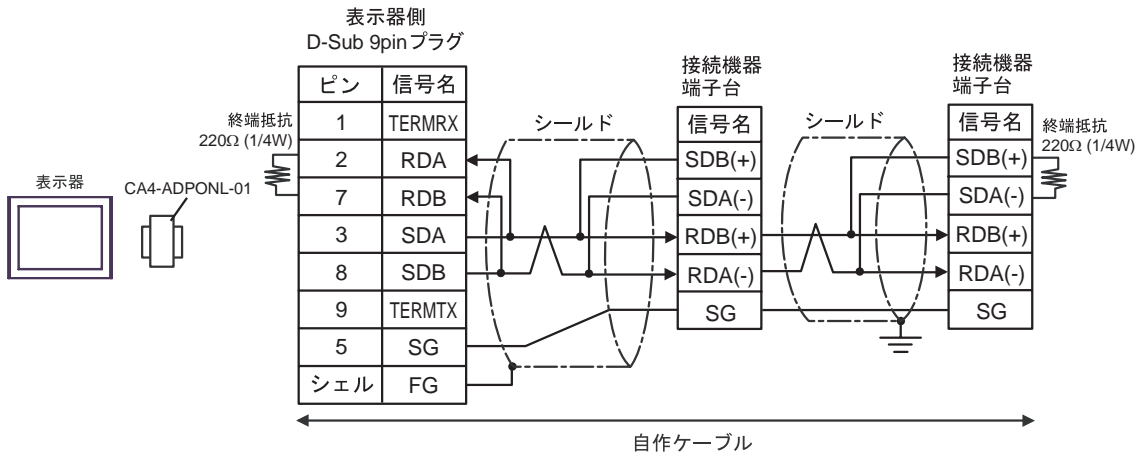 表示器側
D-Sub 9pinプラグ
ピン 信号名
1 TERMRX
2 RDA
7 RDB
3 SDA
8 SDB
9 TERMTX
5 SG
シェル FG
終端抵抗
220Ω (1/4W)
表示器
CA4-ADPONL-01
シールド
接続機器
端子台
信号名
SDB(+)
SDA(-)
RDB(+)
RDA(-)
SG
シールド
接続機器
端子台
信号名
SDB(+)
SDA(-)
RDB(+)
RDA(-)
SG
終端抵抗
220Ω (1/4W)
自作ケーブル